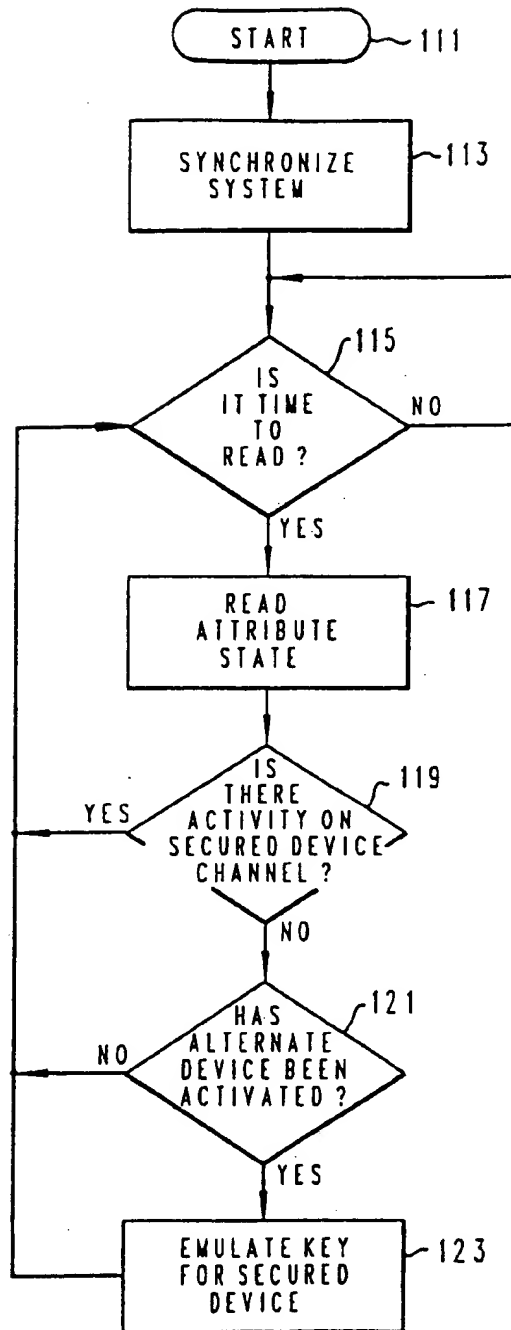 START
111
SYNCHRONIZE
SYSTEM
113
115
IS
IT TIME
TO
READ ?
NO
YES
READ
ATTRIBUTE
STATE
117
IS
THERE
ACTIVITY ON
SECURED DEVICE
CHANNEL ?
119
YES
NO
121
HAS
ALTERNATE
DEVICE BEEN
ACTIVATED ?
NO
YES
EMULATE KEY
FOR SECURED
DEVICE
123